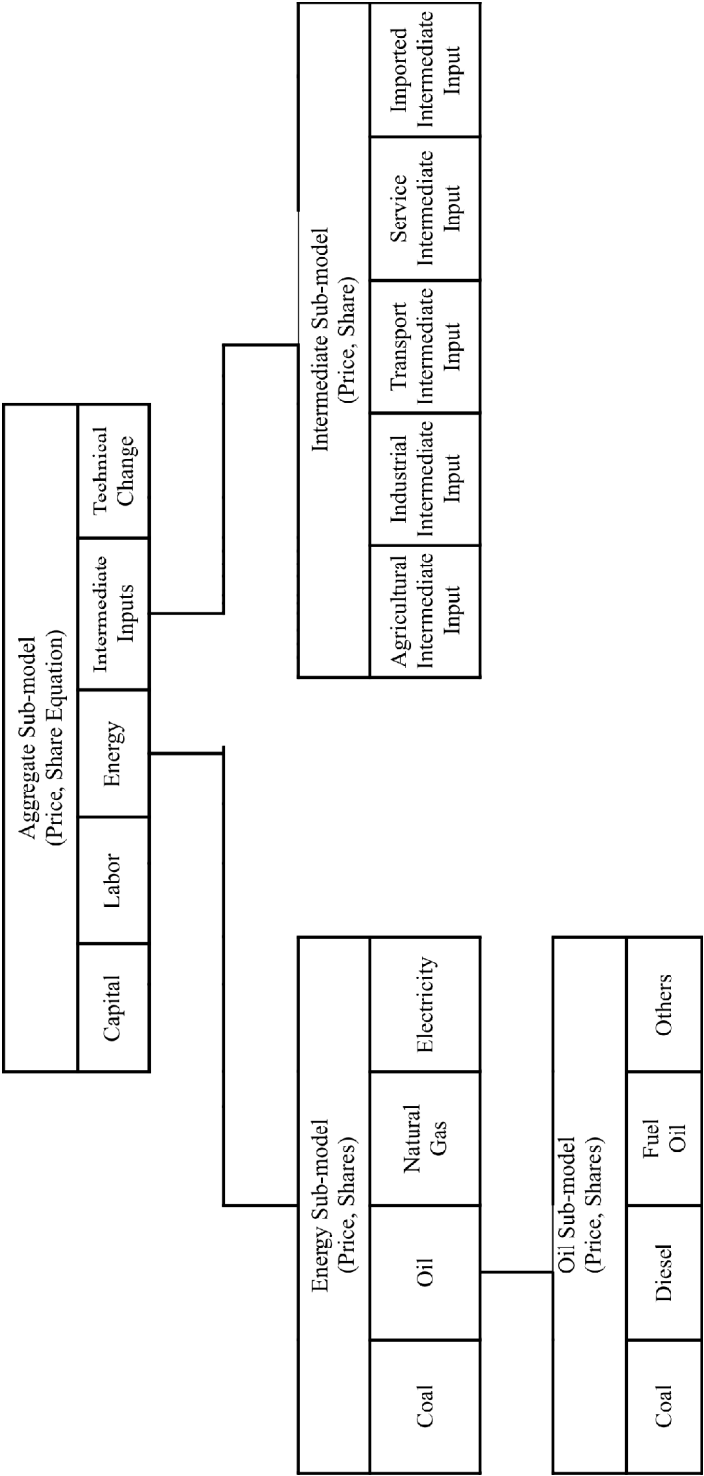 Aggregate Sub-model
(Price, Share Equation)
Capital
Labor
Energy
Intermediate
Inputs
Technical
Change
Energy Sub-model
(Price, Shares)
Coal
Oil
Natural
Gas
Electricity
Intermediate Sub-model
(Price, Share)
Agricultural
Intermediate
Input
Industrial
Intermediate
Input
Transport
Intermediate
Input
Service
Intermediate
Input
Imported
Intermediate
Input
Oil Sub-model
(Price, Shares)
Coal
Diesel
Fuel
Oil
Others